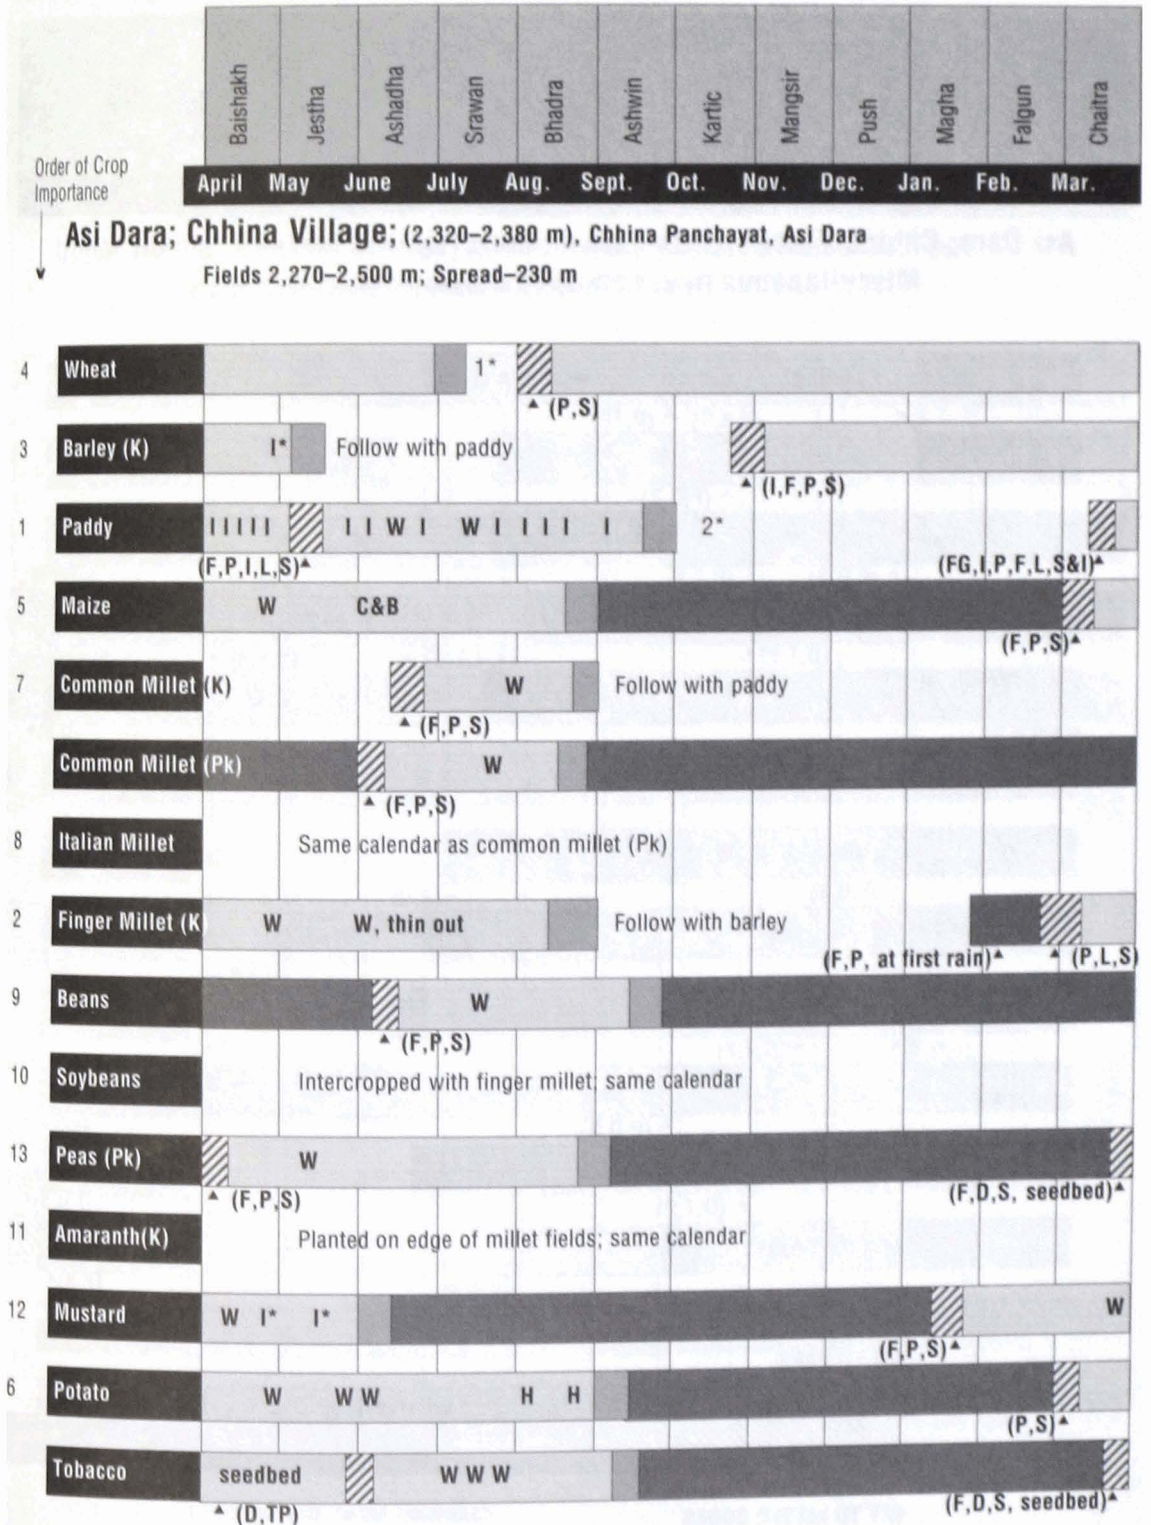 Baishakh Jestha Ashadha Srawan Bhadra Ashwin Kartic Mangsir Push Magha Falgun Chaitra
Order of Crop
Importance
April May June July Aug. Sept. Oct. Nov. Dec. Jan. Feb. Mar.
Asi Dara; Chhina Village; (2,320–2,380 m), Chhina Panchayat, Asi Dara
Fields 2,270–2,500 m; Spread–230 m
4 Wheat 1*
(P,S)
3 Barley (K) I* Follow with paddy
(I,F,P,S)
1 Paddy I I I I I I I W I W I I I I I 2*
(F,P,I,L,S) (FG,I,P,F,L,S&I)
5 Maize W C&B
(F,P,S)
7 Common Millet (K) W Follow with paddy
(F,P,S)
Common Millet (Pk) W
(F,P,S)
8 Italian Millet Same calendar as common millet (Pk)
2 Finger Millet (K W W, thin out Follow with barley
(F,P, at first rain) (P,L,S)
9 Beans W
(F,P,S)
10 Soybeans Intercropped with finger millet; same calendar
13 Peas (Pk) W
(F,P,S) (F,D,S, seedbed)
11 Amaranth(K) Planted on edge of millet fields; same calendar
12 Mustard W I* I* W
(F,P,S)
6 Potato W W W H H
(P,S)
Tobacco seedbed W W W
(D,TP) (F,D,S, seedbed)